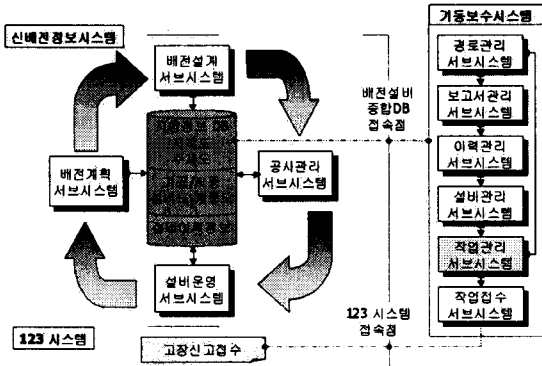 신배전정보시스템
배전설계
서브시스템
배전계획
서브시스템
공사관리
서브시스템
설비운영
서브시스템
123 시스템
고장신고접수
배전설비
종합DB
접속점
123 시스템
접속점
기동보수시스템
경로관리
서브시스템
보고서관리
서브시스템
이력관리
서브시스템
설비관리
서브시스템
작업관리
서브시스템
작업접수
서브시스템